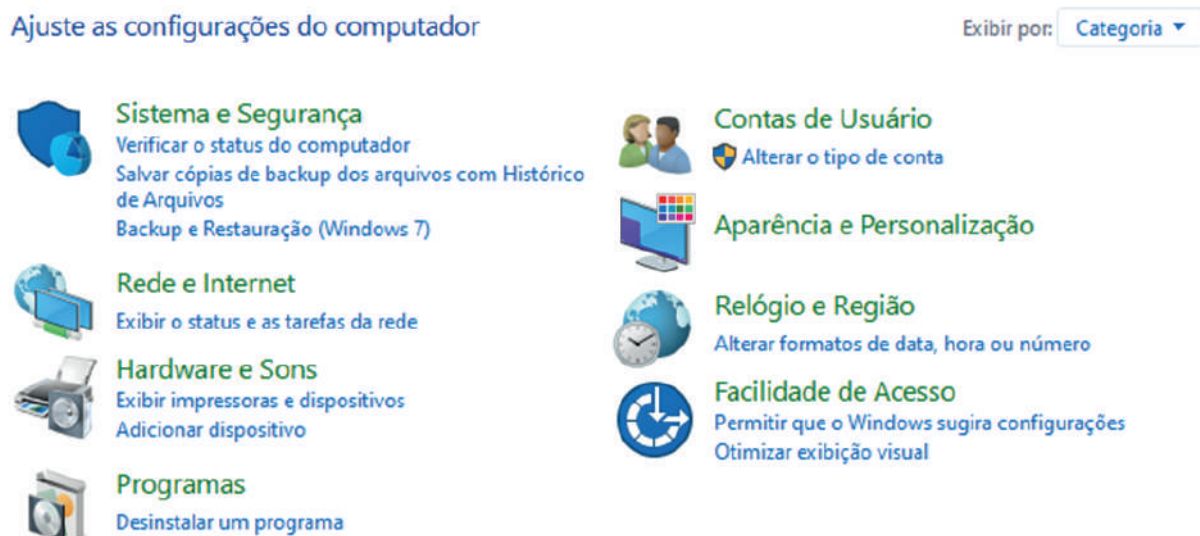 Ajuste as configurações do computador
Exibir por: Categoria
Sistema e Segurança
Verificar o status do computador
Salvar cópias de backup dos arquivos com Histórico
de Arquivos
Backup e Restauração (Windows 7)
Rede e Internet
Exibir o status e as tarefas da rede
Hardware e Sons
Exibir impressoras e dispositivos
Adicionar dispositivo
Programas
Desinstalar um programa
Contas de Usuário
Alterar o tipo de conta
Aparência e Personalização
Relógio e Região
Alterar formatos de data, hora ou número
Facilidade de Acesso
Permitir que o Windows sugira configurações
Otimizar exibição visual